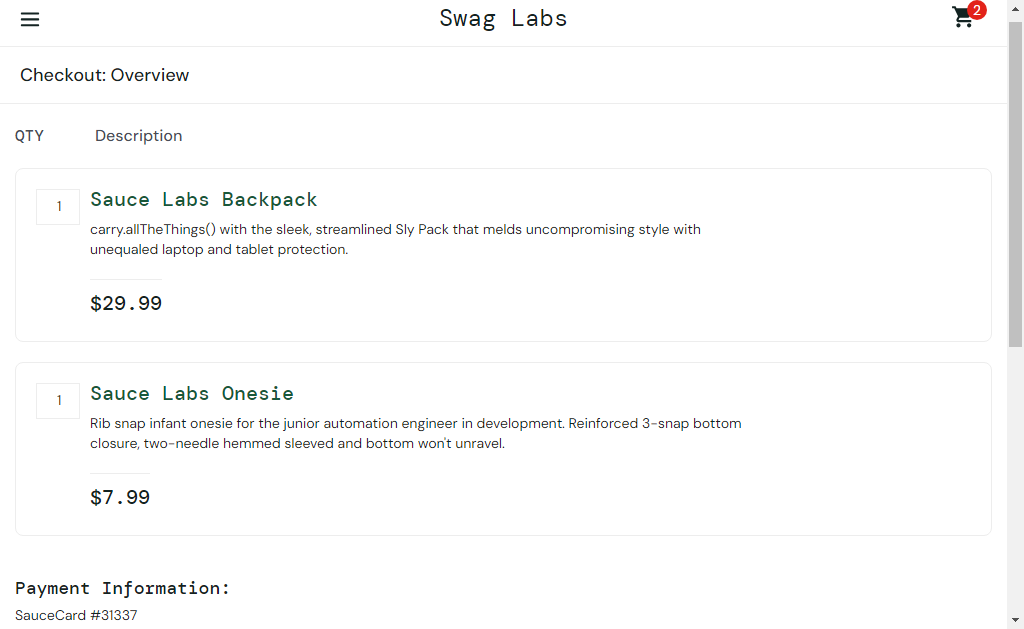 Swag Labs
2
Checkout: Overview
QTY Description
1
Sauce Labs Backpack
carry.allTheThings() with the sleek, streamlined Sly Pack that melds uncompromising style with
unequaled laptop and tablet protection.
$29.99
1
Sauce Labs Onesie
Rib snap infant onesie for the junior automation engineer in development. Reinforced 3-snap bottom
closure, two-needle hemmed sleeved and bottom won't unravel.
$7.99
Payment Information:
SauceCard #31337